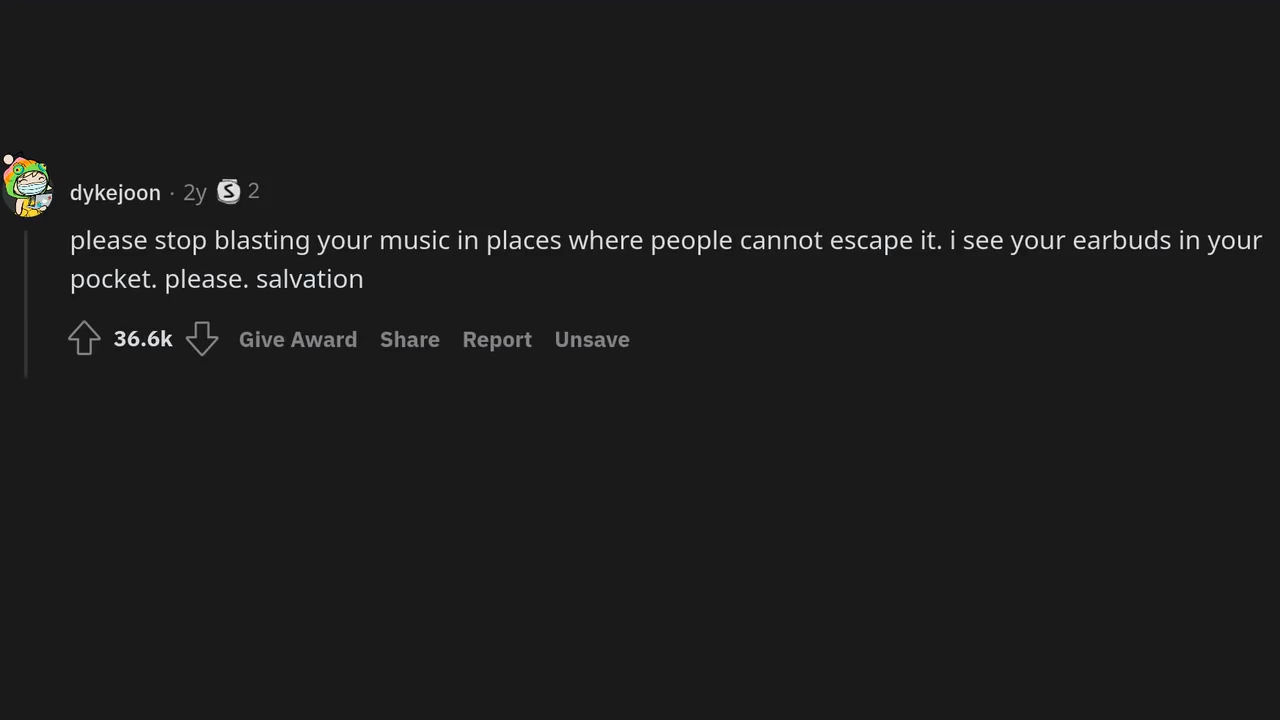 dykejoon · 2y S 2
please stop blasting your music in places where people cannot escape it. i see your earbuds in your
pocket. please. salvation
36.6k Give Award Share Report Unsave